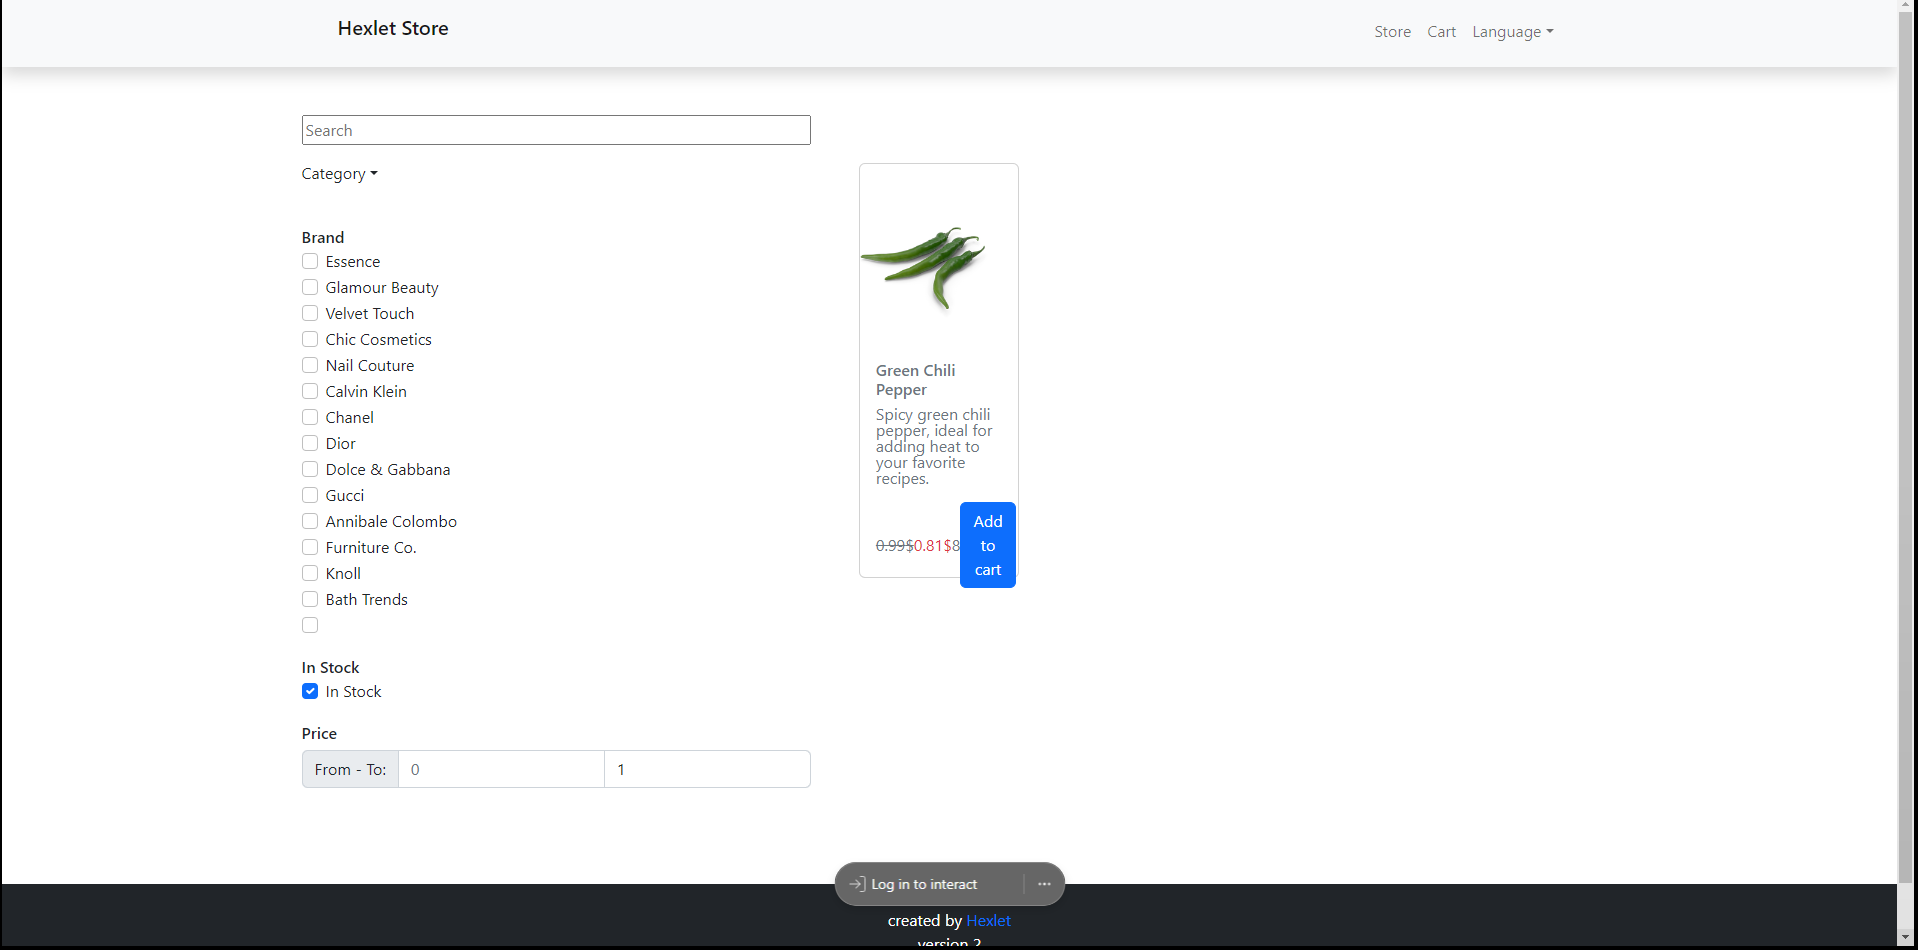 Hexlet Store
Store Cart Language
Search
Category
Brand
Essence
Glamour Beauty
Velvet Touch
Chic Cosmetics
Nail Couture
Calvin Klein
Chanel
Dior
Dolce & Gabbana
Gucci
Annibale Colombo
Furniture Co.
Knoll
Bath Trends
In Stock
In Stock
Price
From - To: 0 1
Green Chili
Pepper
Spicy green chili
pepper, ideal for
adding heat to
your favorite
recipes.
0.99$0.81$8
Add
to
cart
Log in to interact
created by Hexlet
version 2